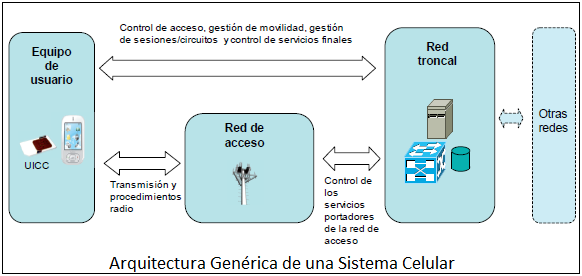 Control de acceso, gestión de movilidad, gestión
de sesiones/circuitos y control de servicios finales
Equipo
de
usuario
UICC
Red de
acceso
Red
troncal
Otras
redes
Transmisión y
procedimientos
radio
Control de
los
servicios
portadores
de la red de
acceso
Arquitectura Genérica de una Sistema Celular